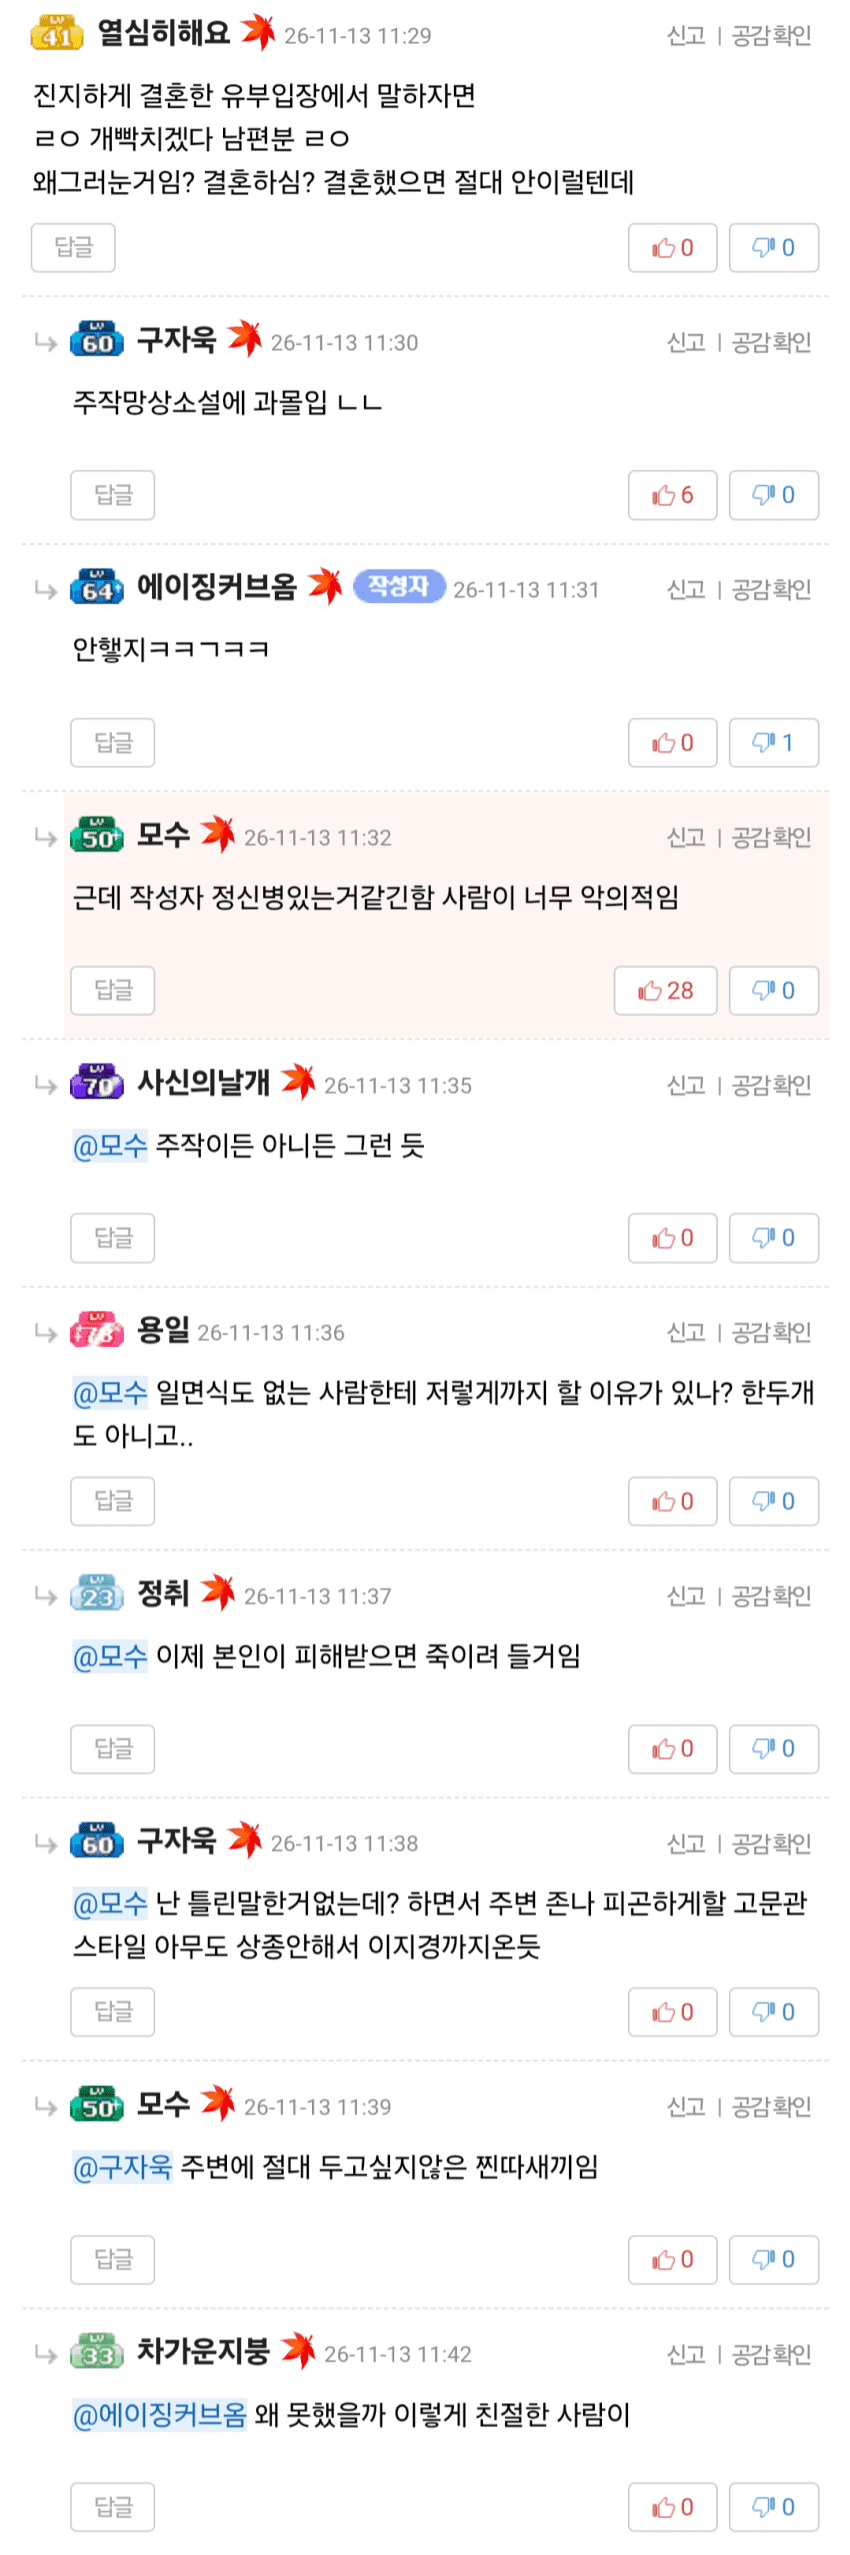 LV 41 열심히해요 26-11-13 11:29 신고 | 공감확인
진지하게 결혼한 유부입장에서 말하자면
ㄹㅇ 개빡치겠다 남편분 ㄹㅇ
왜그러눈거임? 결혼하심? 결혼했으면 절대 안이럴텐데
답글 0 0
LV 60 구자욱 26-11-13 11:30 신고 | 공감확인
주작망상소설에 과몰입 ㄴㄴ
답글 6 0
LV 64 에이징커브옴 작성자 26-11-13 11:31 신고 | 공감확인
안헿지ㅋㅋㄱㅋㅋ
답글 0 1
LV 50 모수 26-11-13 11:32 신고 | 공감확인
근데 작성자 정신병있는거같긴함 사람이 너무 악의적임
답글 28 0
LV 70 사신의날개 26-11-13 11:35 신고 | 공감확인
@모수 주작이든 아니든 그런 듯
답글 0 0
LV 용일 26-11-13 11:36 신고 | 공감확인
@모수 일면식도 없는 사람한테 저렇게까지 할 이유가 있나? 한두개
도 아니고..
답글 0 0
LV 23 정취 26-11-13 11:37 신고 | 공감확인
@모수 이제 본인이 피해받으면 죽이려 들거임
답글 0 0
LV 60 구자욱 26-11-13 11:38 신고 | 공감확인
@모수 난 틀린말한거없는데? 하면서 주변 존나 피곤하게할 고문관
스타일 아무도 상종안해서 이지경까지온듯
답글 0 0
LV 50 모수 26-11-13 11:39 신고 | 공감확인
@구자욱 주변에 절대 두고싶지않은 찐따새끼임
답글 0 0
LV 33 차가운지붕 26-11-13 11:42 신고 | 공감확인
@에이징커브옴 왜 못했을까 이렇게 친절한 사람이
답글 0 0